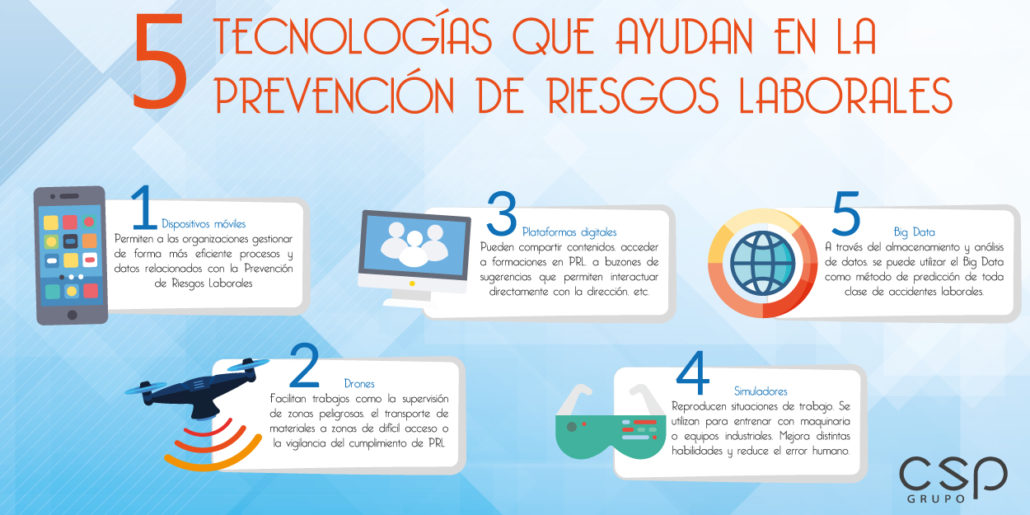 5 TECNOLOGÍAS QUE AYUDAN EN LA
PREVENCIÓN DE RIESGOS LABORALES
1 Dispositivos móviles
Permiten a las organizaciones gestionar
de forma más eficiente procesos y
datos relacionados con la Prevención
de Riesgos Laborales
2 Drones
Facilitan trabajos como la supervisión
de zonas peligrosas, el transporte de
materiales a zonas de difícil acceso o
la vigilancia del cumplimiento de PRL
3 Plataformas digitales
Pueden compartir contenidos, acceder
a formaciones en PRL, a buzones de
sugerencias que permiten interactuar
directamente con la dirección, etc.
4 Simuladores
Reproducen situaciones de trabajo. Se
utilizan para entrenar con maquinaria
o equipos industriales. Mejora distintas
habilidades y reduce el error humano.
5 Big Data
A través del almacenamiento y análisis
de datos, se puede utilizar el Big Data
como método de predicción de toda
clase de accidentes laborales.
CSP
GRUPO